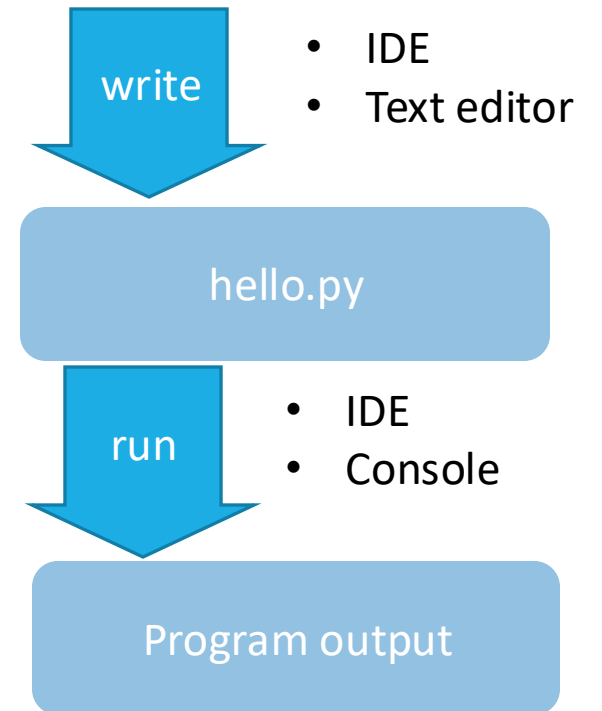 write
• IDE
• Text editor
hello.py
run
• IDE
• Console
Program output